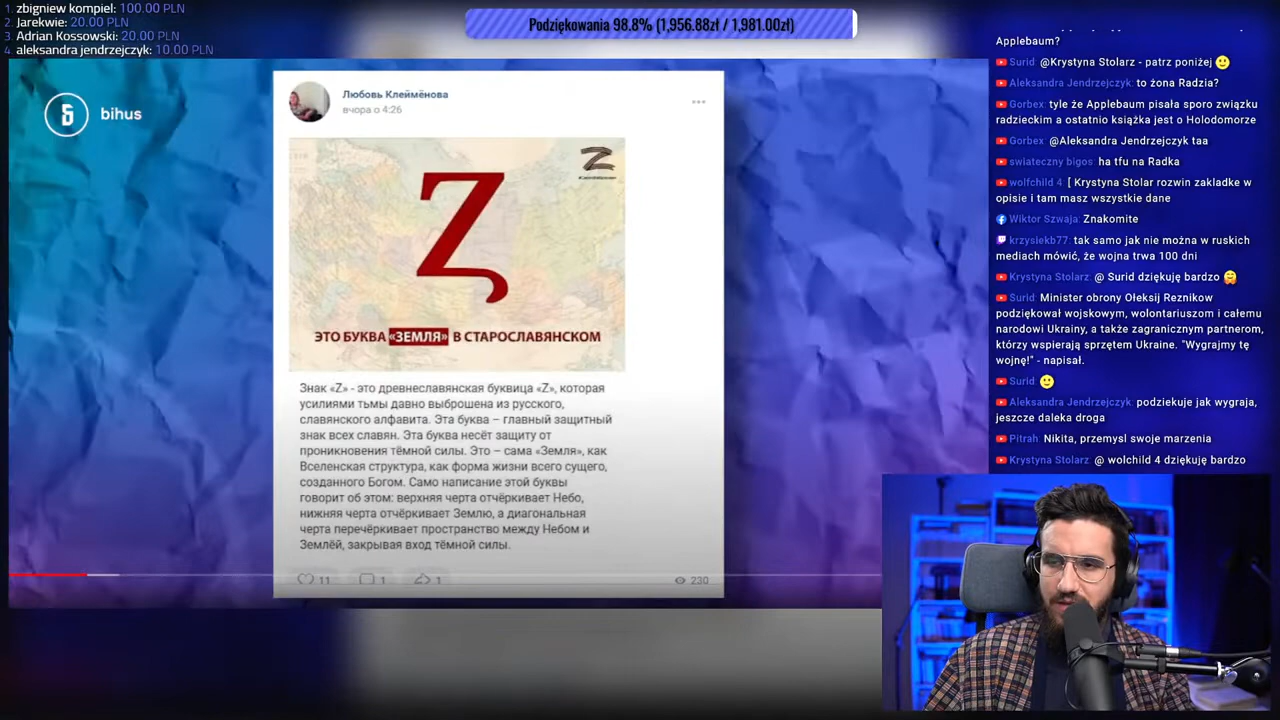 1. zbigniew kompiel: 100.00 PLN
2. Jarekwie: 20.00 PLN
3. Adrian Kossowski: 20.00 PLN
4 aleksandra jendrzejczyk: 10.00 PLN
Podziękowania 98.8% (1,956.88zł / 1,981.00zł)
bihus
Любовь Клеймёнова
вчора о 4:26
Z
ЭТО БУКВА «ЗЕМЛЯ» В СТАРОСЛАВЯНСКОМ
Знак «Z» - это древнеславянская буквица «Z», которая
усилиями тьмы давно выброшена из русского,
славянского алфавита. Эта буква – главный защитный
знак всех славян. Эта буква несёт защиту от
проникновения тёмной силы. Это – сама «Земля», как
Вселенская структура, как форма жизни всего сущего,
созданного Богом. Само написание этой буквы
говорит об этом: верхняя черта отчёркивает Небо,
нижняя черта отчёркивает Землю, а диагональная
черта перечёркивает пространство между Небом и
Землёй, закрывая вход тёмной силы.
11 1 1 230
Applebaum?
Surid: @Krystyna Stolarz - patrz poniżej 🙂
Aleksandra Jendrzejczyk: to żona Radzia?
Gorbex: tyle że Applebaum pisała sporo związku
radzieckim a ostatnio książka jest o Holodomorze
Gorbex: @Aleksandra Jendrzejczyk taa
swiateczny bigos: ha tfu na Radka
wolfchild 4: [ Krystyna Stolar rozwin zakladke w
opisie i tam masz wszystkie dane
Wiktor Szwaja: Znakomite
krzysiekb77: tak samo jak nie można w ruskich
mediach mówić, że wojna trwa 100 dni
Krystyna Stolarz: @ Surid dziękuję bardzo 🤗
Surid: Minister obrony Ołeksij Reznikow
podziękował wojskowym, wolontariuszom i całemu
narodowi Ukrainy, a także zagranicznym partnerom,
którzy wspierają sprzętem Ukraine. "Wygrajmy tę
wojnę!" - napisał.
Surid: 🙂
Aleksandra Jendrzejczyk: podziekuje jak wygraja,
jeszcze daleka droga
Pitrah: Nikita, przemysl swoje marzenia
Krystyna Stolarz: @ wolchild 4 dziękuję bardzo